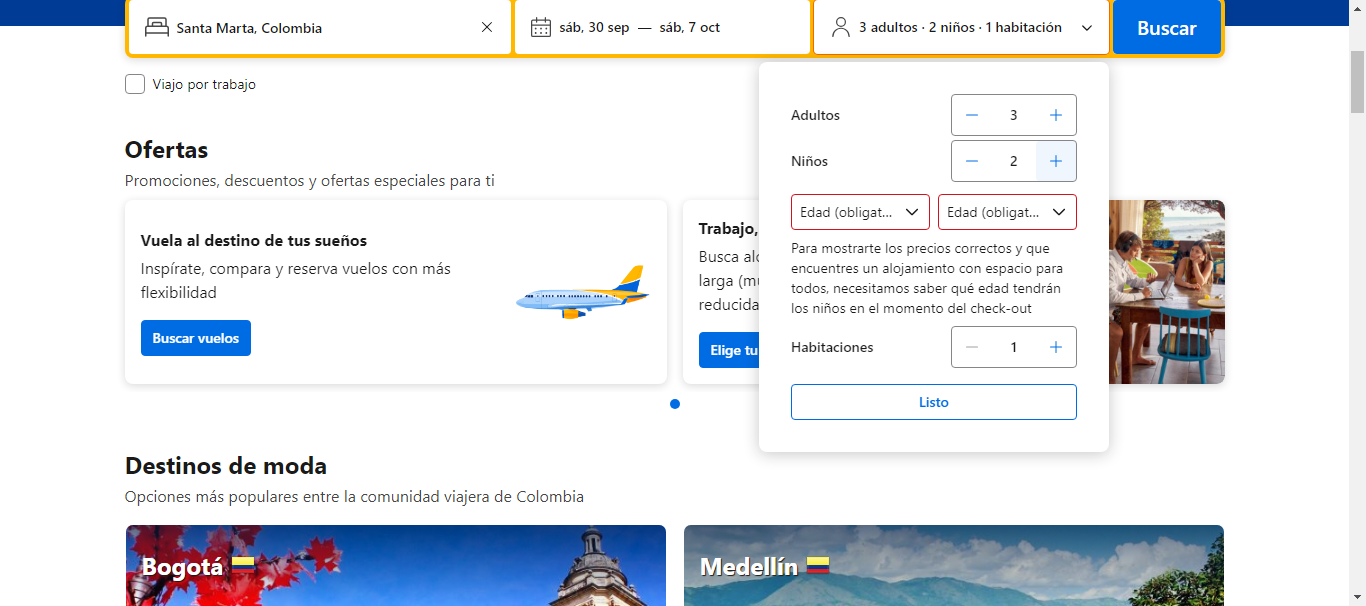 Santa Marta, Colombia
sáb, 30 sep — sáb, 7 oct
3 adultos · 2 niños · 1 habitación
Buscar
Viajo por trabajo
Adultos
3
Niños
2
Edad (obligat...
Edad (obligat...
Para mostrarte los precios correctos y que
encuentres un alojamiento con espacio para
todos, necesitamos saber qué edad tendrán
los niños en el momento del check-out
Habitaciones
1
Listo
Ofertas
Promociones, descuentos y ofertas especiales para ti
Vuela al destino de tus sueños
Inspírate, compara y reserva vuelos con más
flexibilidad
Buscar vuelos
Trabajo,
Busca
larga
reducida
Elige tu
Destinos de moda
Opciones más populares entre la comunidad viajera de Colombia
Bogotá
Medellín